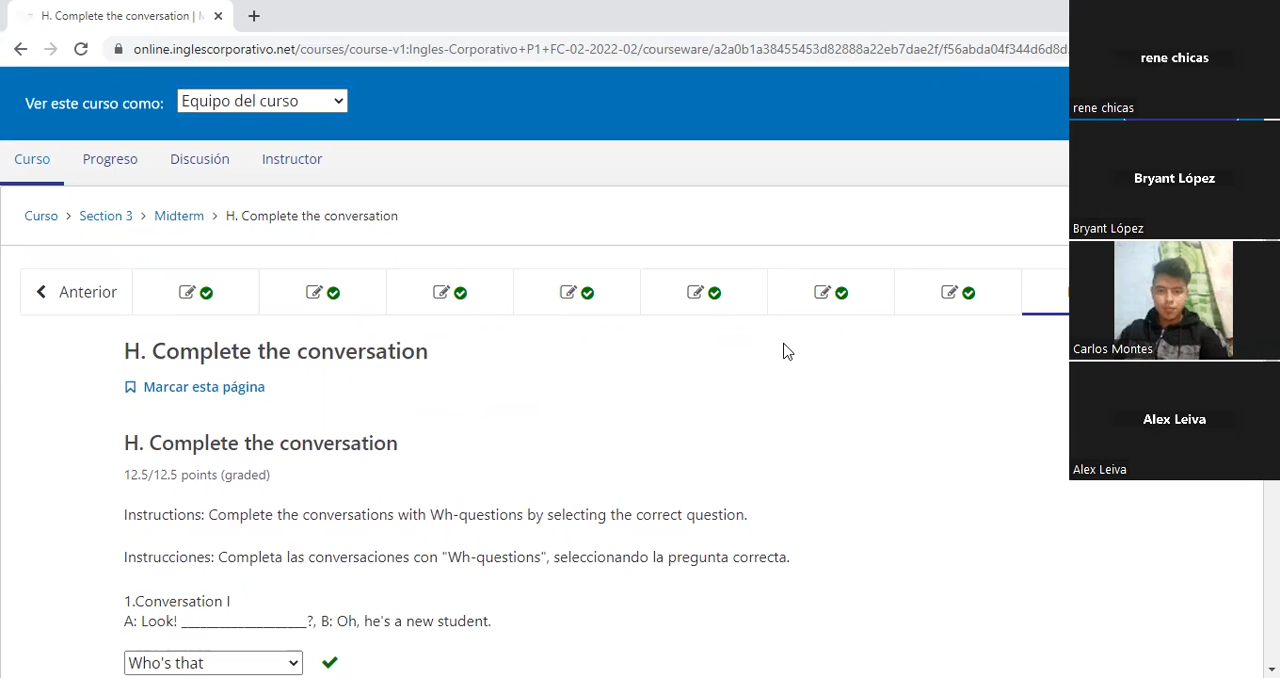 H. Complete the conversation |
online.inglescorporativo.net/courses/course-v1:Ingles-Corporativo+P1+FC-02-2022-02/courseware/a2a0b1a38455453d82888a22eb7dae2f/f56abda04f344d6d8d
Ver este curso como:
Equipo del curso
Curso
Progreso
Discusión
Instructor
Curso > Section 3 > Midterm > H. Complete the conversation
Anterior
H. Complete the conversation
Marcar esta página
H. Complete the conversation
12.5/12.5 points (graded)
Instructions: Complete the conversations with Wh-questions by selecting the correct question.
Instrucciones: Completa las conversaciones con "Wh-questions", seleccionando la pregunta correcta.
1.Conversation I
A: Look! ____________________?, B: Oh, he's a new student.
Who's that
rene chicas
rene chicas
Bryant López
Bryant López
Carlos Montes
Alex Leiva
Alex Leiva